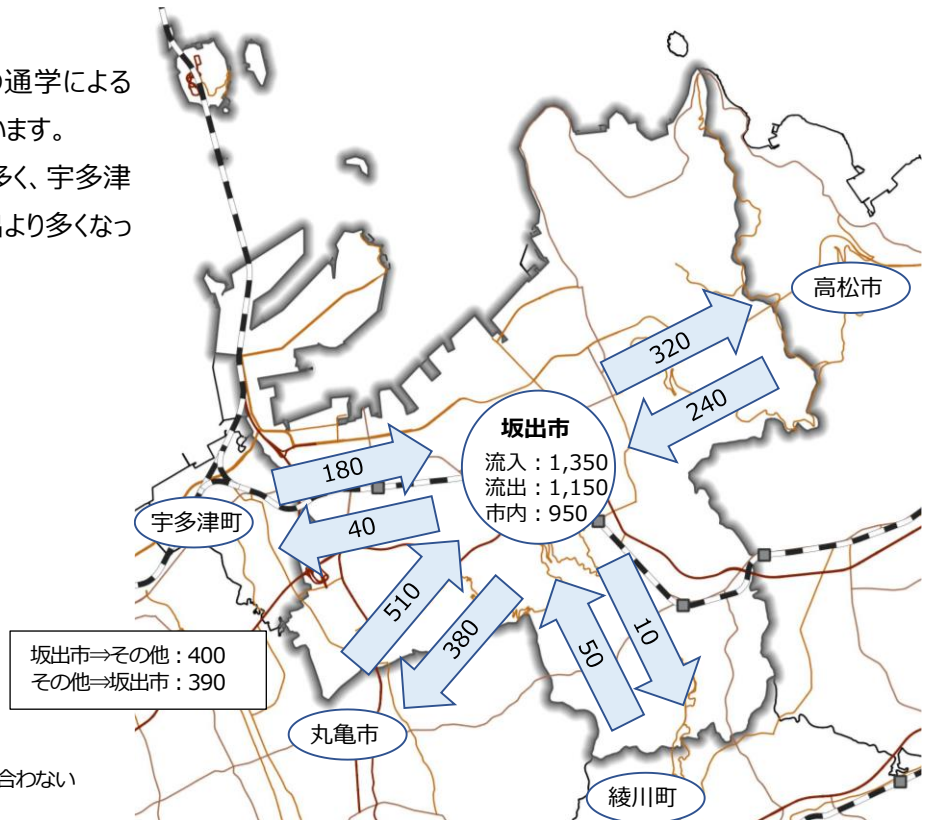 の通学による
います。
多く、宇多津
より多くなっ
高松市
320
240
坂出市
流入：1,350
流出：1,150
市内：950
180
40
宇多津町
510
380
50
10
坂出市⇒その他：400
その他⇒坂出市：390
丸亀市
合わない
綾川町